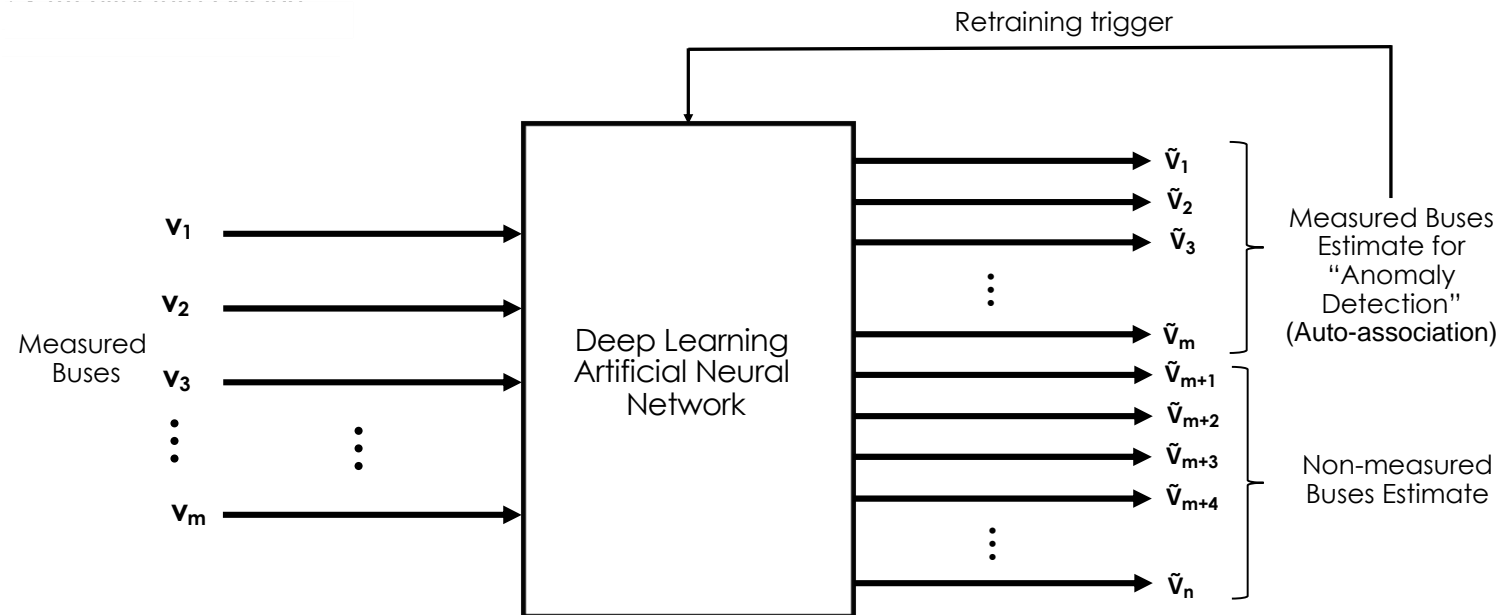 Retraining trigger
v1
v2
Measured
Buses
v3
vm
Deep Learning
Artificial Neural
Network
ṽ1
ṽ2
ṽ3
ṽm
ṽm+1
ṽm+2
ṽm+3
ṽm+4
ṽn
Measured Buses
Estimate for
“Anomaly
Detection”
(Auto-association)
Non-measured
Buses Estimate